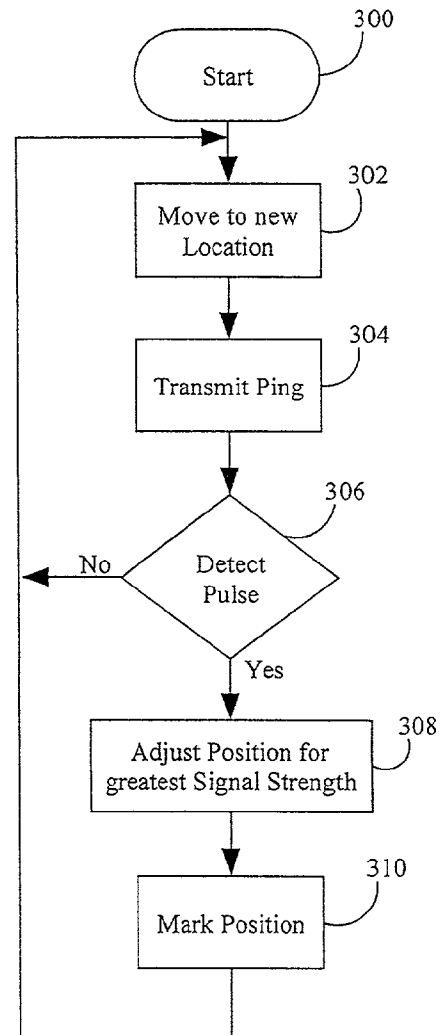 300
Start
302
Move to new
Location
304
Transmit Ping
306
Detect
Pulse
No
Yes
308
Adjust Position for
greatest Signal Strength
310
Mark Position